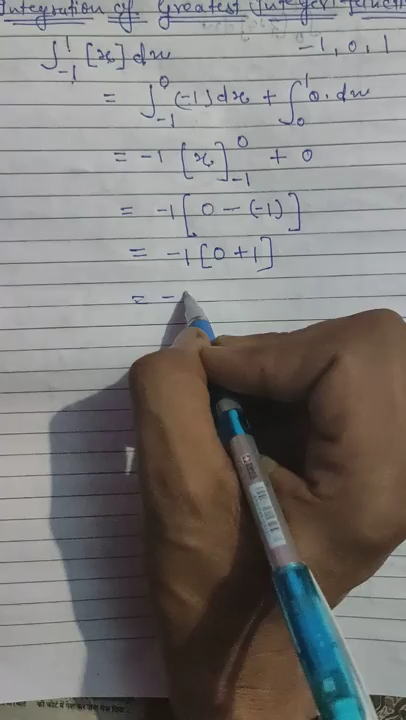 Integration of Greatest Integer Function
∫₋₁¹ [x] dx -1, 0, 1
= ∫₋₁⁰ (-1) dx + ∫₀¹ 0. dx
= -1 [x]₋₁⁰ + 0
= -1 [0 - (-1)]
= -1 [0 + 1]
= -